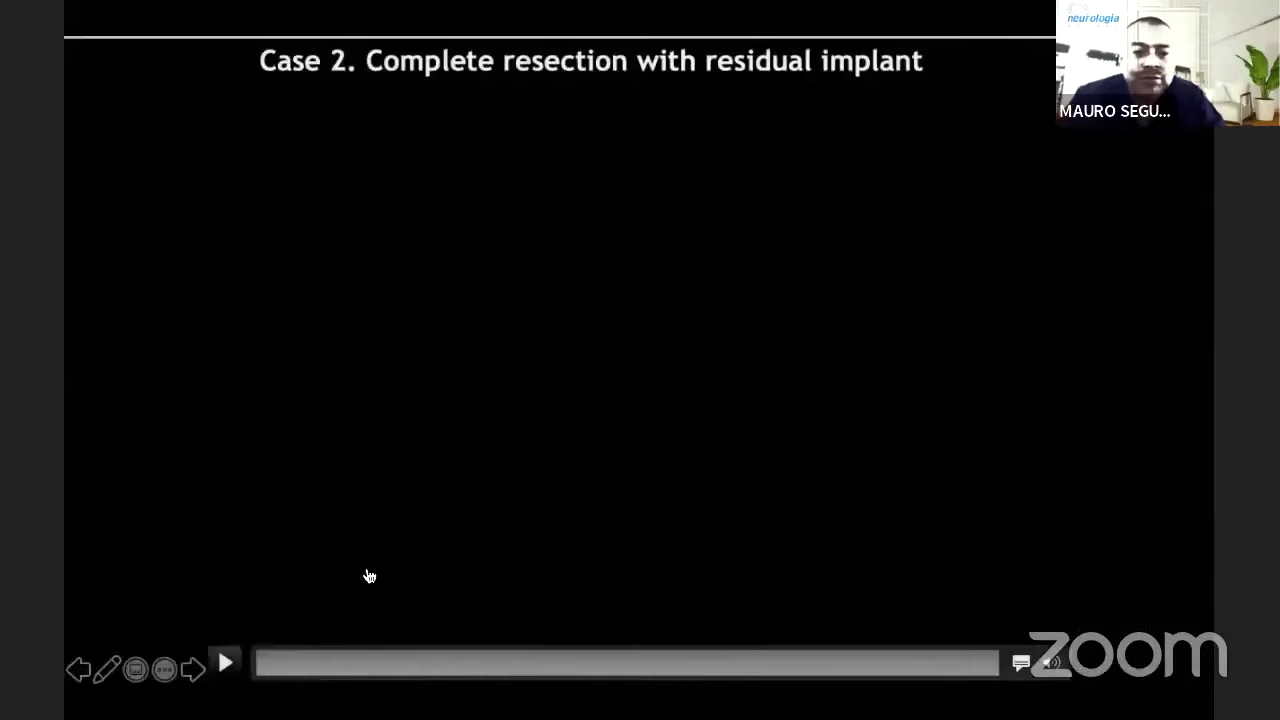 neurologia
Case 2. Complete resection with residual implant
MAURO SEGU...
zoom